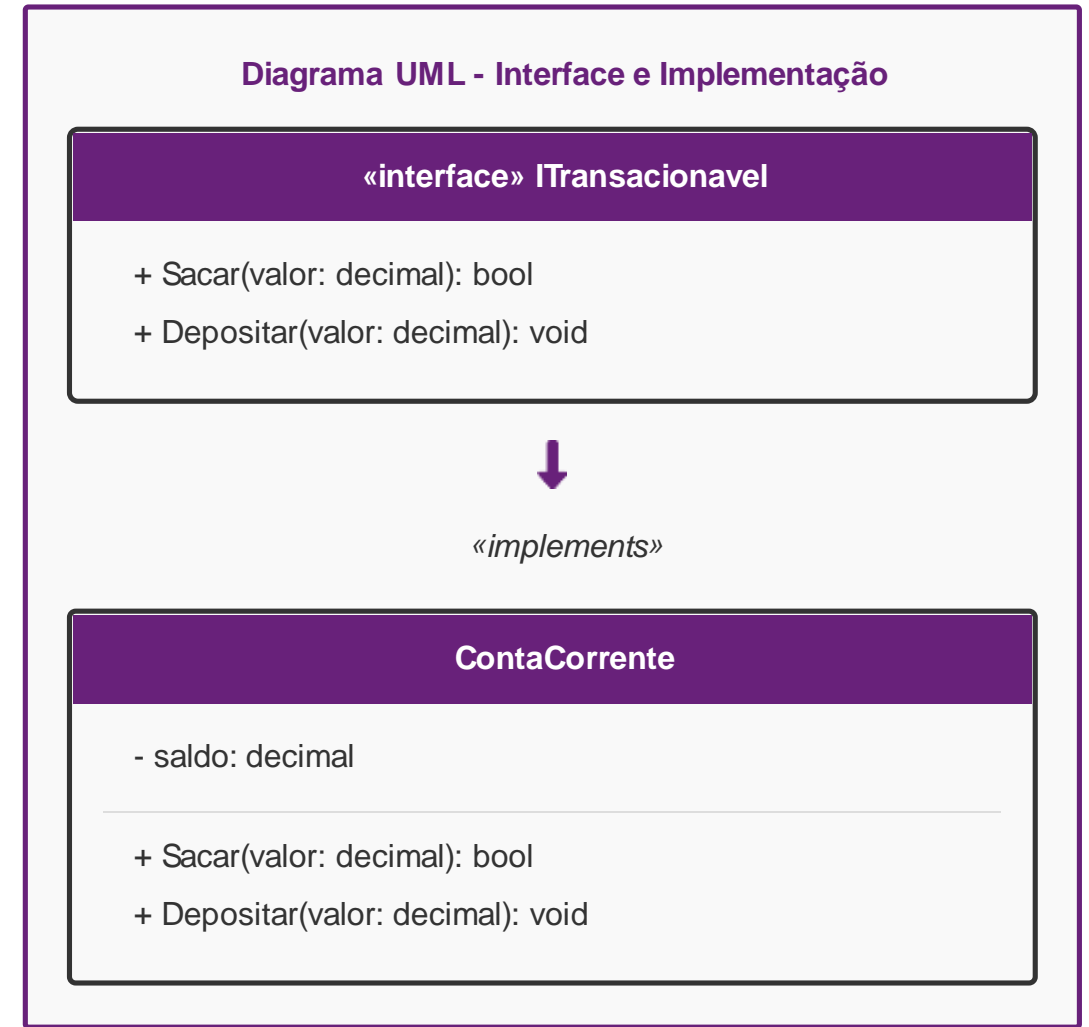 Diagrama UML - Interface e Implementação
«interface» ITransacionavel
+ Sacar(valor: decimal): bool
+ Depositar(valor: decimal): void
«implements»
ContaCorrente
- saldo: decimal
+ Sacar(valor: decimal): bool
+ Depositar(valor: decimal): void